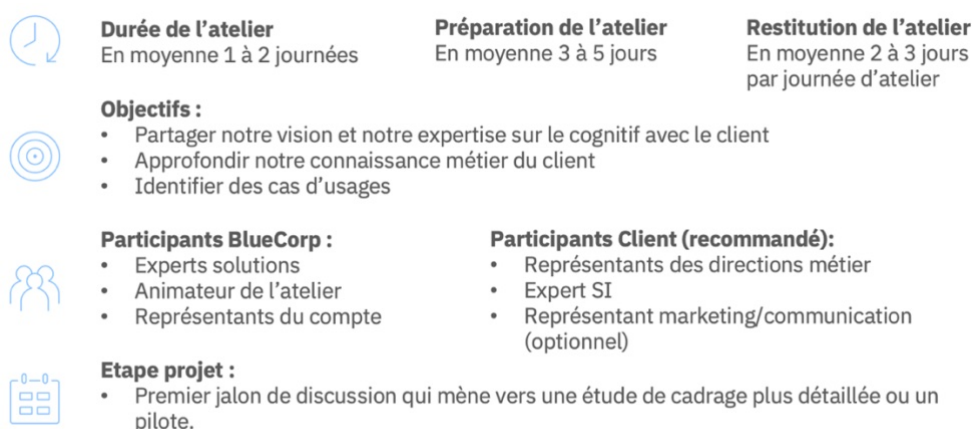 Durée de l’atelier
En moyenne 1 à 2 journées
Préparation de l’atelier
En moyenne 3 à 5 jours
Restitution de l’atelier
En moyenne 2 à 3 jours
par journée d’atelier
Objectifs :
• Partager notre vision et notre expertise sur le cognitif avec le client
• Approfondir notre connaissance métier du client
• Identifier des cas d’usages
Participants BlueCorp :
• Experts solutions
• Animateur de l’atelier
• Représentants du compte
Participants Client (recommandé):
• Représentants des directions métier
• Expert SI
• Représentant marketing/communication
(optionnel)
Etape projet :
• Premier jalon de discussion qui mène vers une étude de cadrage plus détaillée ou un
pilote.